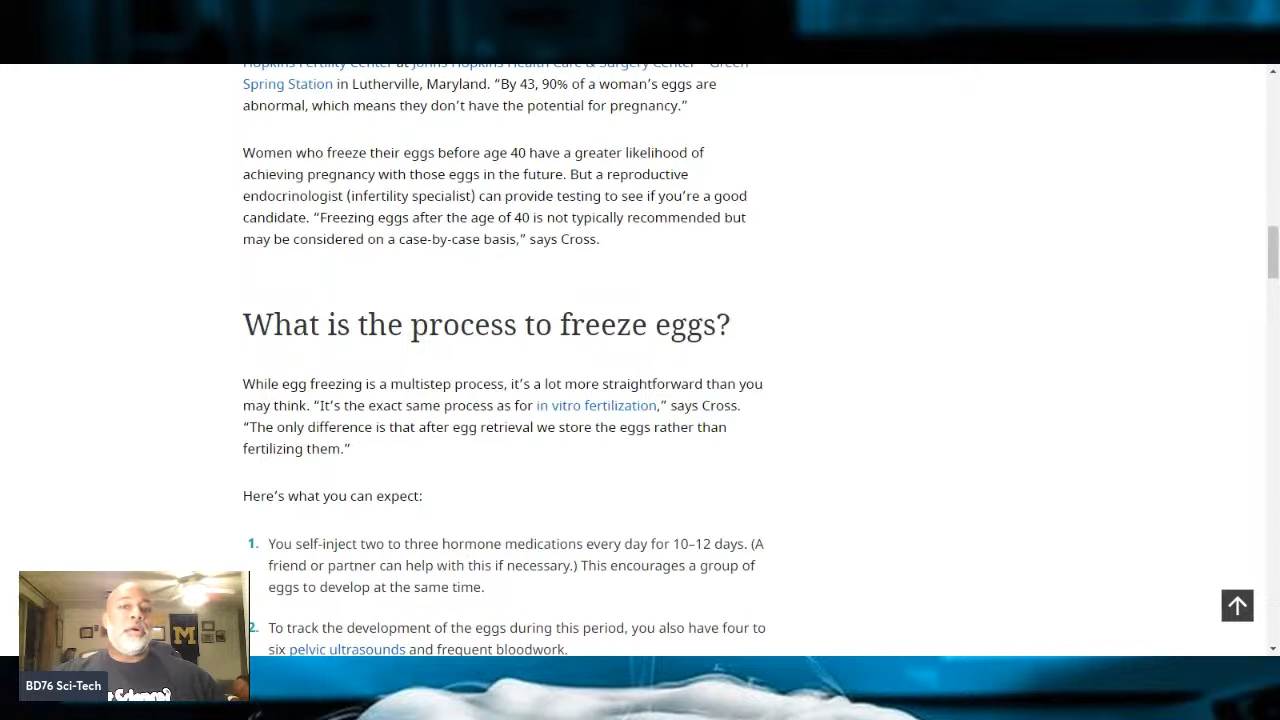 Hopkins Fertility Center at Johns Hopkins Health Care & Surgery Center – Green
Spring Station in Lutherville, Maryland. “By 43, 90% of a woman’s eggs are
abnormal, which means they don’t have the potential for pregnancy.”
Women who freeze their eggs before age 40 have a greater likelihood of
achieving pregnancy with those eggs in the future. But a reproductive
endocrinologist (infertility specialist) can provide testing to see if you’re a good
candidate. “Freezing eggs after the age of 40 is not typically recommended but
may be considered on a case-by-case basis,” says Cross.
What is the process to freeze eggs?
While egg freezing is a multistep process, it’s a lot more straightforward than you
may think. “It’s the exact same process as for in vitro fertilization,” says Cross.
“The only difference is that after egg retrieval we store the eggs rather than
fertilizing them.”
Here’s what you can expect:
1. You self-inject two to three hormone medications every day for 10–12 days. (A
friend or partner can help with this if necessary.) This encourages a group of
eggs to develop at the same time.
2. To track the development of the eggs during this period, you also have four to
six pelvic ultrasounds and frequent bloodwork.
M
BD76 Sci-Tech
Science?